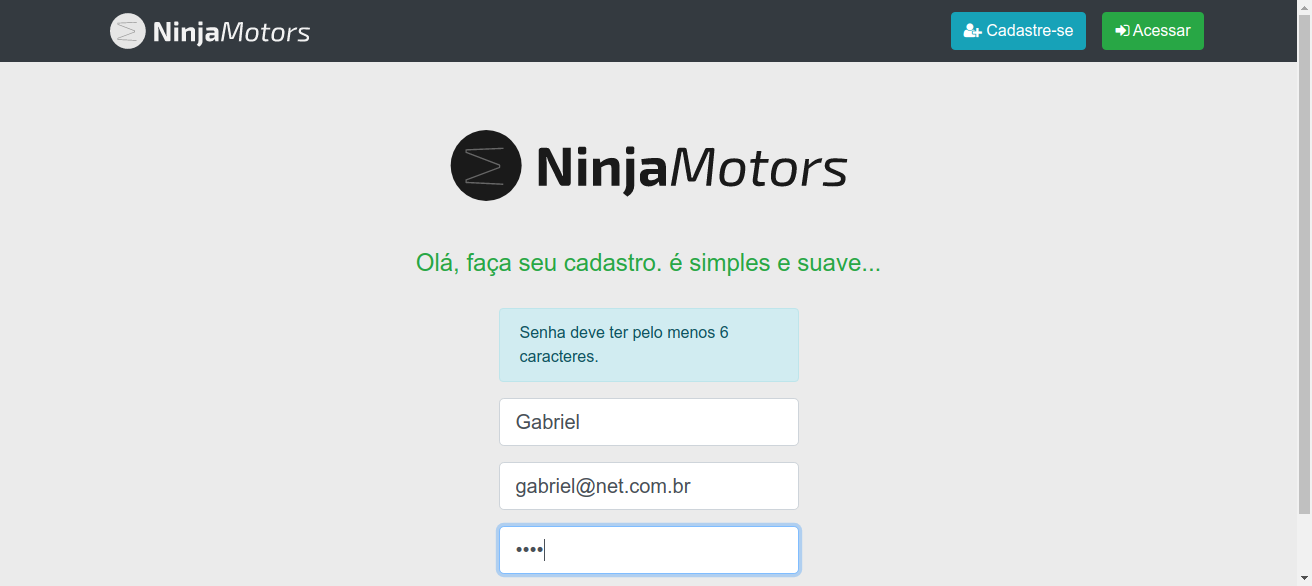 NinjaMotors
Cadastre-se
Acessar
NinjaMotors
Olá, faça seu cadastro. é simples e suave...
Senha deve ter pelo menos 6
caracteres.
Gabriel
gabriel@net.com.br
••••